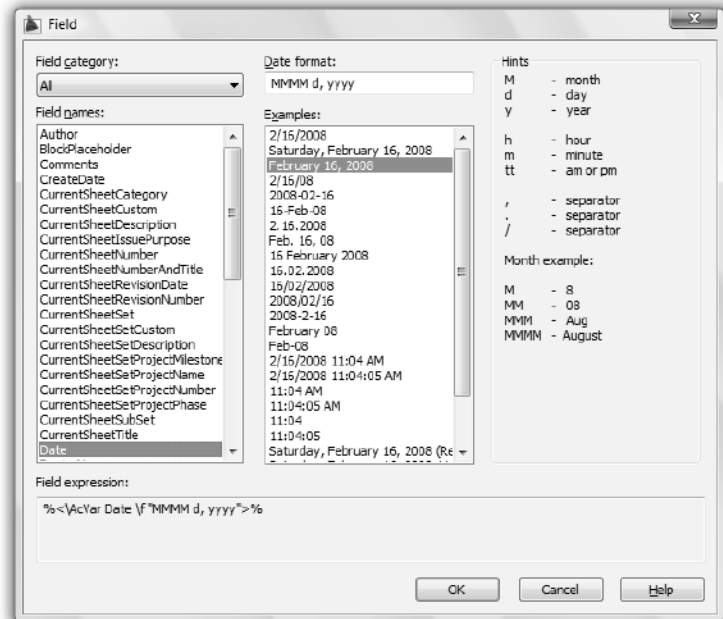 Field
Field category:
All
Field names:
Author
BlockPlaceholder
Comments
CreateDate
CurrentSheetCategory
CurrentSheetCustom
CurrentSheetDescription
CurrentSheetIssuePurpose
CurrentSheetNumber
CurrentSheetNumberAndTitle
CurrentSheetRevisionDate
CurrentSheetRevisionNumber
CurrentSheetSet
CurrentSheetSetCustom
CurrentSheetSetDescription
CurrentSheetSetProjectMilestone
CurrentSheetSetProjectName
CurrentSheetSetProjectNumber
CurrentSheetSetProjectPhase
CurrentSheetSubSet
CurrentSheetTitle
Date
Date format:
MMMM d, yyyy
Examples:
2/16/2008
Saturday, February 16, 2008
February 16, 2008
2/16/08
2008-02-16
16-Feb-08
2.16.2008
Feb. 16, 08
16 February 2008
16.02.2008
16/02/2008
2008/02/16
2008-2-16
February 08
Feb-08
2/16/2008 11:04 AM
2/16/2008 11:04:05 AM
11:04 AM
11:04:05 AM
11:04
11:04:05
Saturday, February 16, 2008 (Re
Hints
M - month
d - day
y - year
h - hour
m - minute
tt - am or pm
, - separator
. - separator
/ - separator
Month example:
M - 8
MM - 08
MMM - Aug
MMMM - August
Field expression:
%<\AcVar Date \f "MMMM d, yyyy">%
OK
Cancel
Help